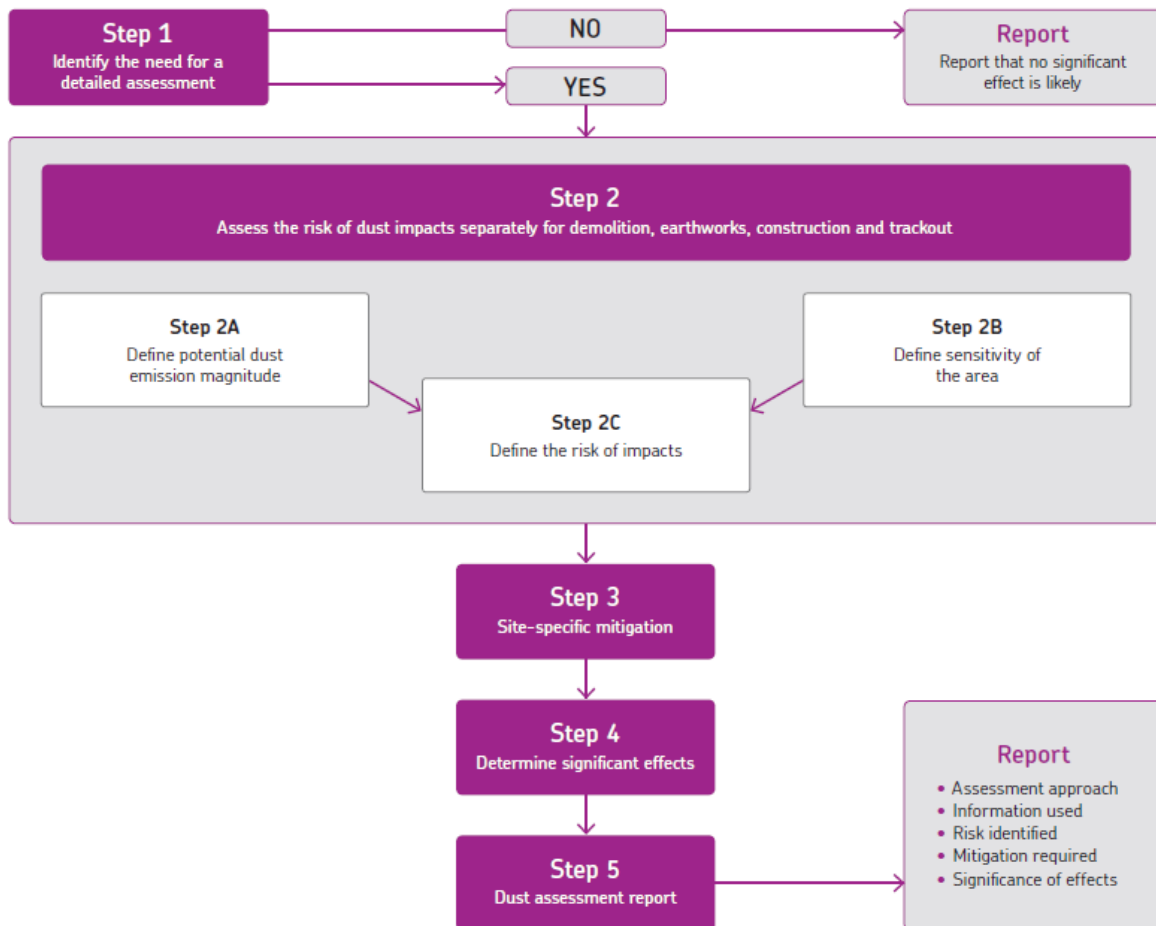 Step 1
Identify the need for a
detailed assessment
NO
YES
Report
Report that no significant
effect is likely
Step 2
Assess the risk of dust impacts separately for demolition, earthworks, construction and trackout
Step 2A
Define potential dust
emission magnitude
Step 2B
Define sensitivity of
the area
Step 2C
Define the risk of impacts
Step 3
Site-specific mitigation
Step 4
Determine significant effects
Step 5
Dust assessment report
Report
• Assessment approach
• Information used
• Risk identified
• Mitigation required
• Significance of effects